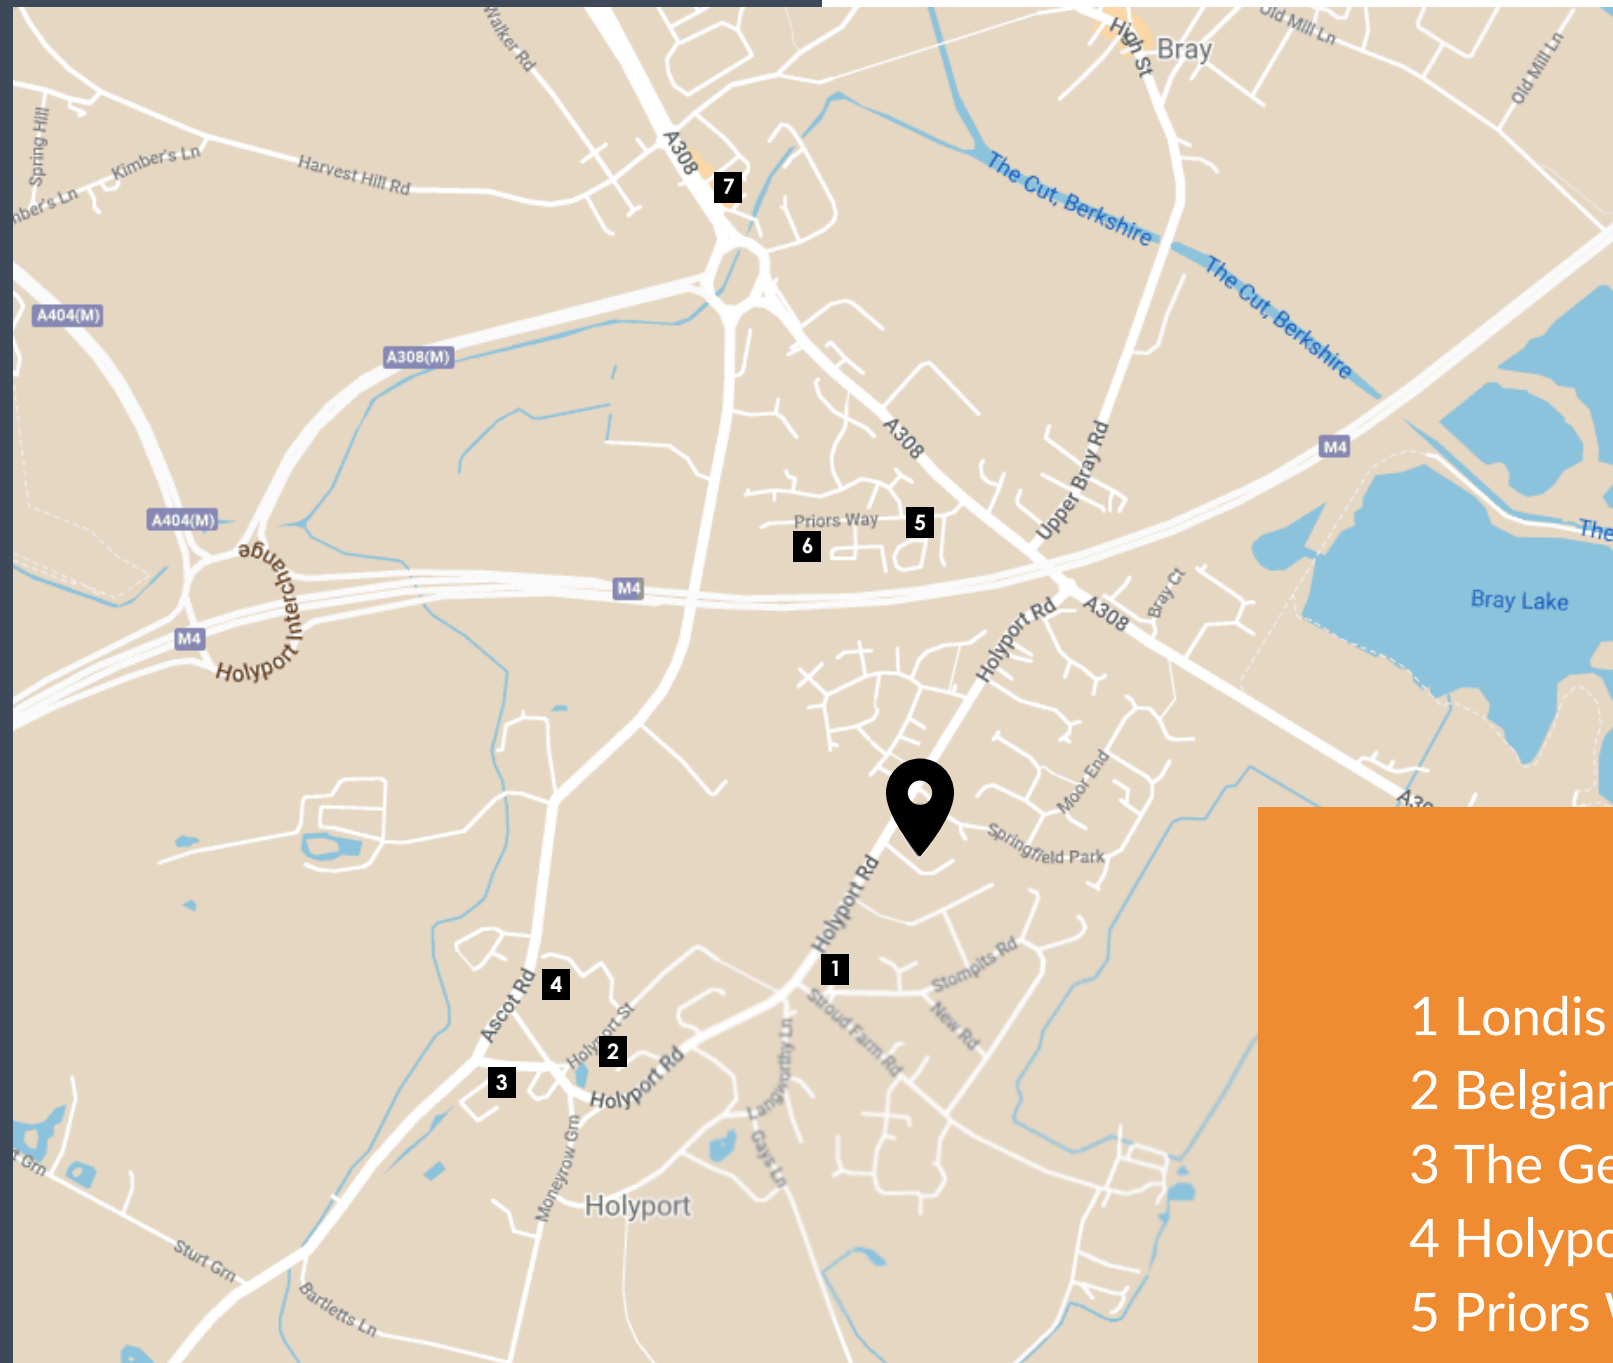 Walker Rd
High St
Bray
Old Mill Ln
Old Mill Ln
Spring Hill
Kimber's Ln
Harvest Hill Rd
A308
7
The Cut, Berkshire
The Cut, Berkshire
A404(M)
A308(M)
A308
Upper Bray Rd
M4
A404(M)
Priors Way
5
6
The
Holyport Interchange
M4
M4
Holyport Rd
A308
Bray Ct
Bray Lake
Moor End
Springfield Park
Holyport Rd
1
Stompits Rd
Stroud Farm Rd
New Rd
4
Ascot Rd
2
3
Holyport Rd
Langworthy Ln
Gays Ln
Moneyrow Grn
Holyport
Sturt Grn
Bartletts Ln
1 Londis
2 Belgian
3 The Ge
4 Holypo
5 Priors